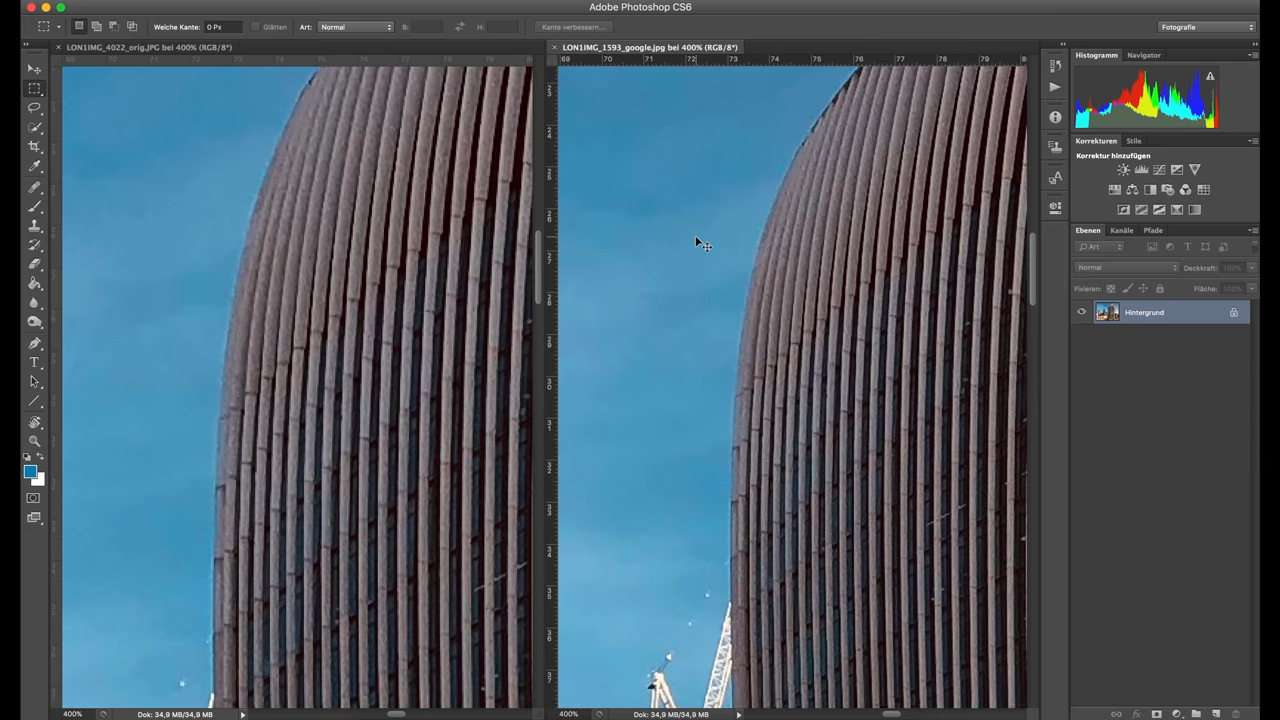 Adobe Photoshop CS6
Welche Kante: 0 Px Glätten Art: Normal B: H: Kante verbessern... Fotografie
LON1IMG_4022_orig.JPG bei 400% (RGB/8*)
LON1IMG_1593_google.jpg bei 400% (RGB/8*)
69 70 71 72 73 74 75 76 77 78 79
Histogramm Navigator
Korrekturen Stile
Korrektur hinzufügen
Ebenen Kanäle Pfade
Art
Normal Deckkraft: 100%
Fixieren: Fläche: 100%
Hintergrund
400% Dok: 34,9 MB/34,9 MB
400% Dok: 34,9 MB/34,9 MB